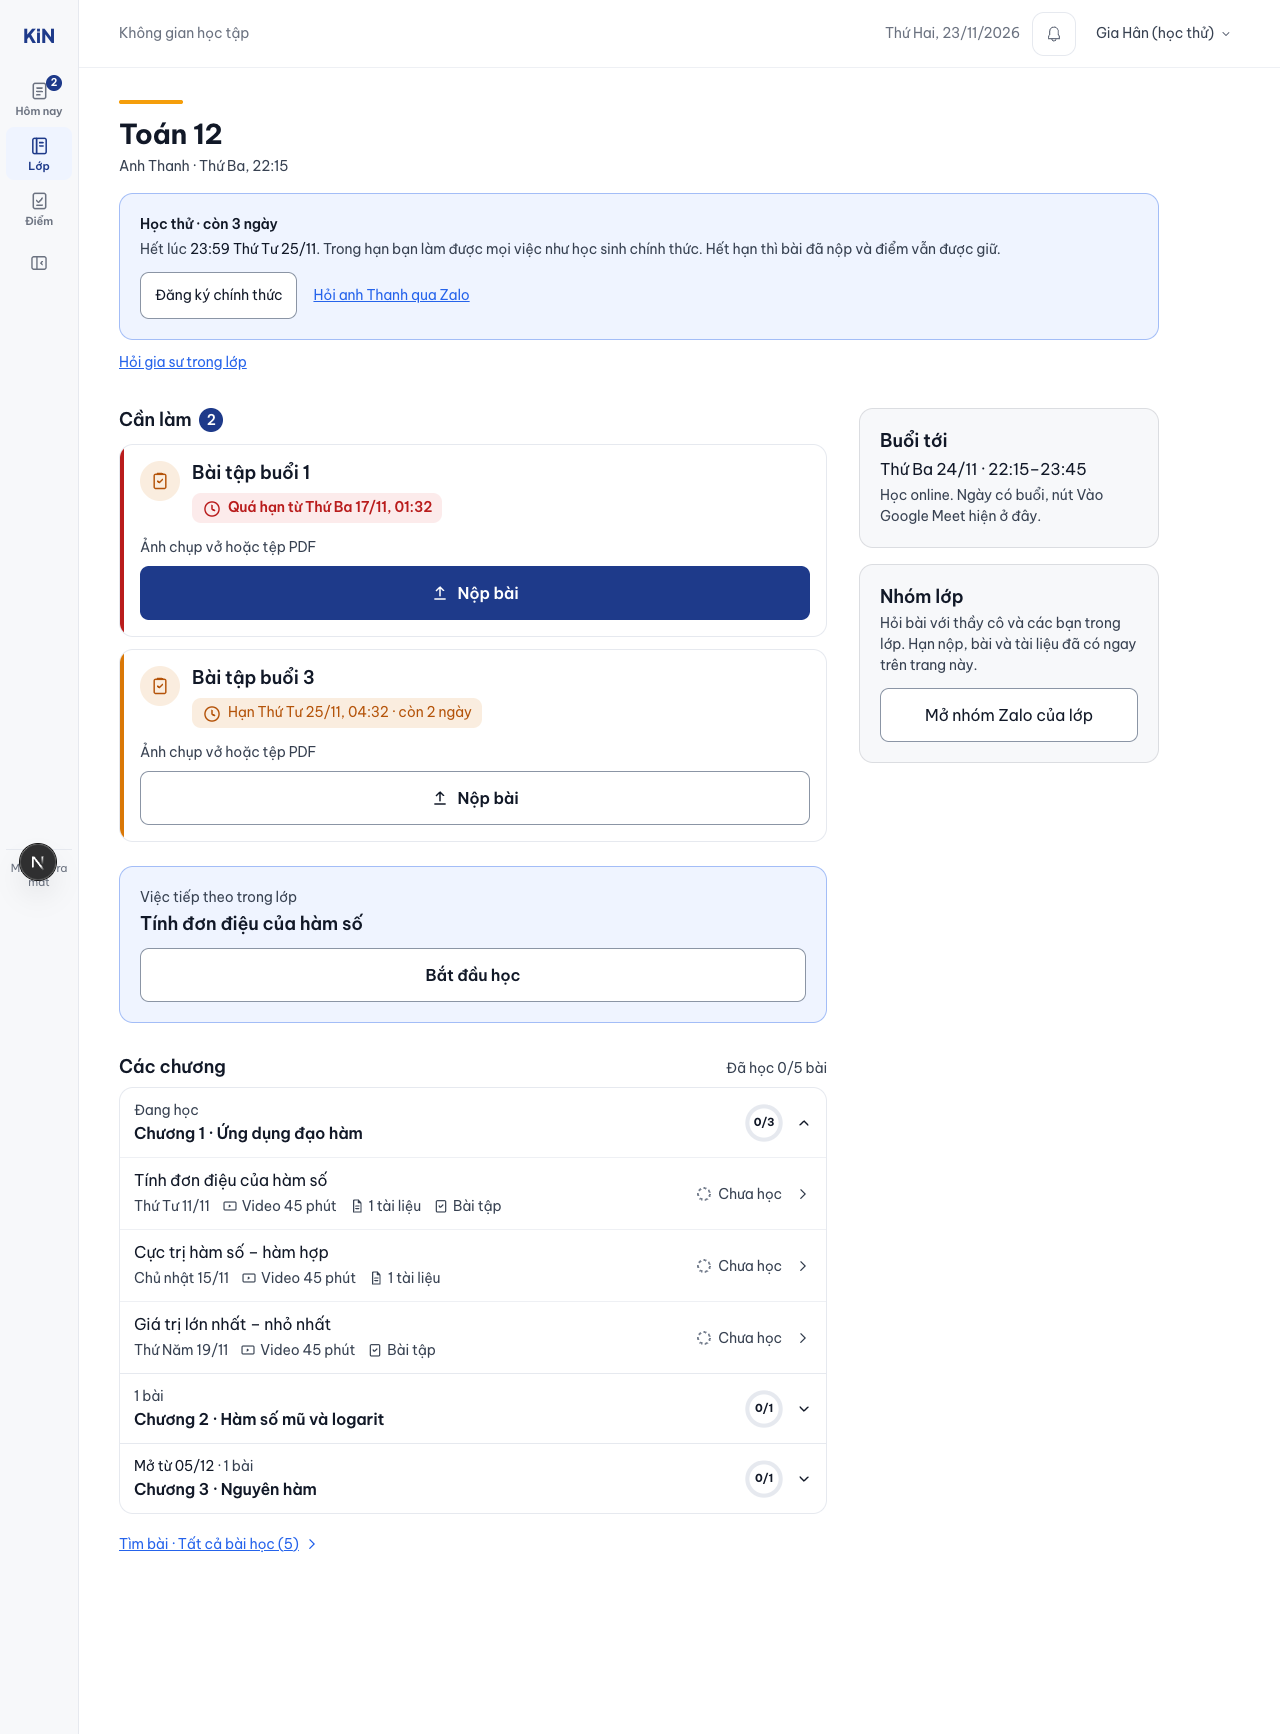 KiN
2
Hôm nay
Lớp
Điểm
Không gian học tập
Thứ Hai, 23/11/2026
Gia Hân (học thử)
Toán 12
Anh Thanh · Thứ Ba, 22:15
Học thử · còn 3 ngày
Hết lúc 23:59 Thứ Tư 25/11. Trong hạn bạn làm được mọi việc như học sinh chính thức. Hết hạn thì bài đã nộp và điểm vẫn được giữ.
Đăng ký chính thức
Hỏi anh Thanh qua Zalo
Hỏi gia sư trong lớp
Cần làm 2
Bài tập buổi 1
Quá hạn từ Thứ Ba 17/11, 01:32
Ảnh chụp vở hoặc tệp PDF
Nộp bài
Bài tập buổi 3
Hạn Thứ Tư 25/11, 04:32 · còn 2 ngày
Ảnh chụp vở hoặc tệp PDF
Nộp bài
Buổi tới
Thứ Ba 24/11 · 22:15–23:45
Học online. Ngày có buổi, nút Vào
Google Meet hiện ở đây.
Nhóm lớp
Hỏi bài với thầy cô và các bạn trong
lớp. Hạn nộp, bài và tài liệu đã có ngay
trên trang này.
Mở nhóm Zalo của lớp
N
mắt
Việc tiếp theo trong lớp
Tính đơn điệu của hàm số
Bắt đầu học
Các chương
Đã học 0/5 bài
Đang học
Chương 1 · Ứng dụng đạo hàm
0/3
Tính đơn điệu của hàm số
Thứ Tư 11/11 Video 45 phút 1 tài liệu Bài tập
Chưa học
Cực trị hàm số – hàm hợp
Chủ nhật 15/11 Video 45 phút 1 tài liệu
Chưa học
Giá trị lớn nhất – nhỏ nhất
Thứ Năm 19/11 Video 45 phút Bài tập
Chưa học
1 bài
Chương 2 · Hàm số mũ và logarit
0/1
Mở từ 05/12 · 1 bài
Chương 3 · Nguyên hàm
0/1
Tìm bài · Tất cả bài học (5)